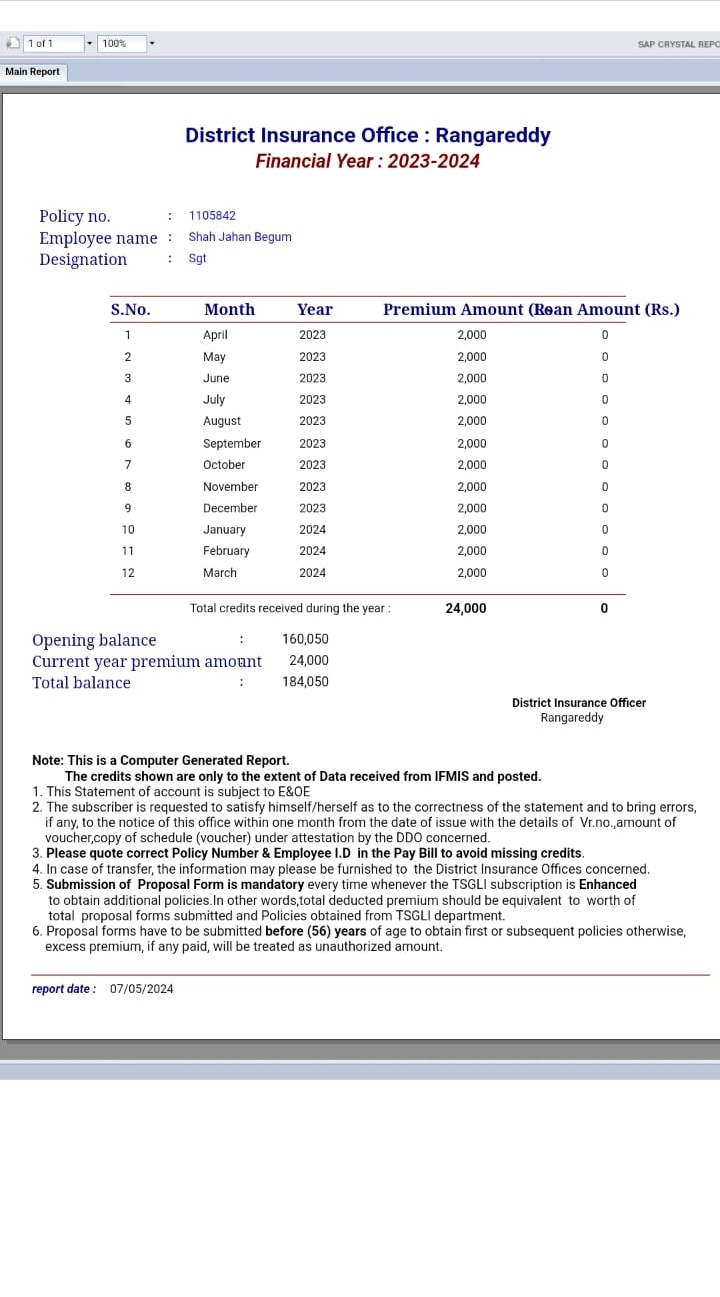 1 of 1 100% SAP CRYSTAL REPO
Main Report
District Insurance Office : Rangareddy
Financial Year : 2023-2024
Policy no. : 1105842
Employee name : Shah Jahan Begum
Designation : Sgt
S.No. Month Year Premium Amount (Rs Loan Amount (Rs.)
1 April 2023 2,000 0
2 May 2023 2,000 0
3 June 2023 2,000 0
4 July 2023 2,000 0
5 August 2023 2,000 0
6 September 2023 2,000 0
7 October 2023 2,000 0
8 November 2023 2,000 0
9 December 2023 2,000 0
10 January 2024 2,000 0
11 February 2024 2,000 0
12 March 2024 2,000 0
Total credits received during the year : 24,000 0
Opening balance : 160,050
Current year premium amount : 24,000
Total balance : 184,050
District Insurance Officer
Rangareddy
Note: This is a Computer Generated Report.
The credits shown are only to the extent of Data received from IFMIS and posted.
1. This Statement of account is subject to E&OE
2. The subscriber is requested to satisfy himself/herself as to the correctness of the statement and to bring errors,
if any, to the notice of this office within one month from the date of issue with the details of Vr.no.,amount of
voucher,copy of schedule (voucher) under attestation by the DDO concerned.
3. Please quote correct Policy Number & Employee I.D in the Pay Bill to avoid missing credits.
4. In case of transfer, the information may please be furnished to the District Insurance Offices concerned.
5. Submission of Proposal Form is mandatory every time whenever the TSGLI subscription is Enhanced
to obtain additional policies.In other words,total deducted premium should be equivalent to worth of
total proposal forms submitted and Policies obtained from TSGLI department.
6. Proposal forms have to be submitted before (56) years of age to obtain first or subsequent policies otherwise,
excess premium, if any paid, will be treated as unauthorized amount.
report date : 07/05/2024